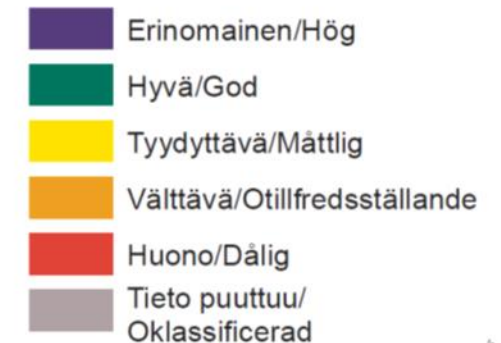 Erinomainen/Hög
Hyvä/God
Tyydyttävä/Måttlig
Välttävä/Otillfredsställande
Huono/Dålig
Tieto puuttuu/
Oklassificerad